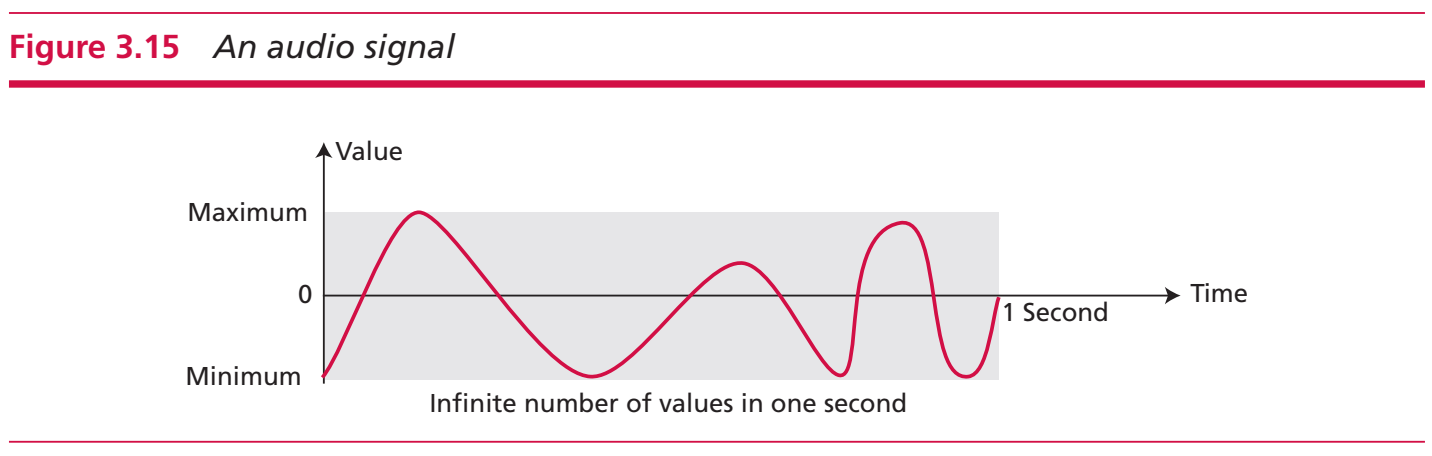 Figure 3.15 An audio signal
Value
Maximum
0
Time
1 Second
Minimum
Infinite number of values in one second